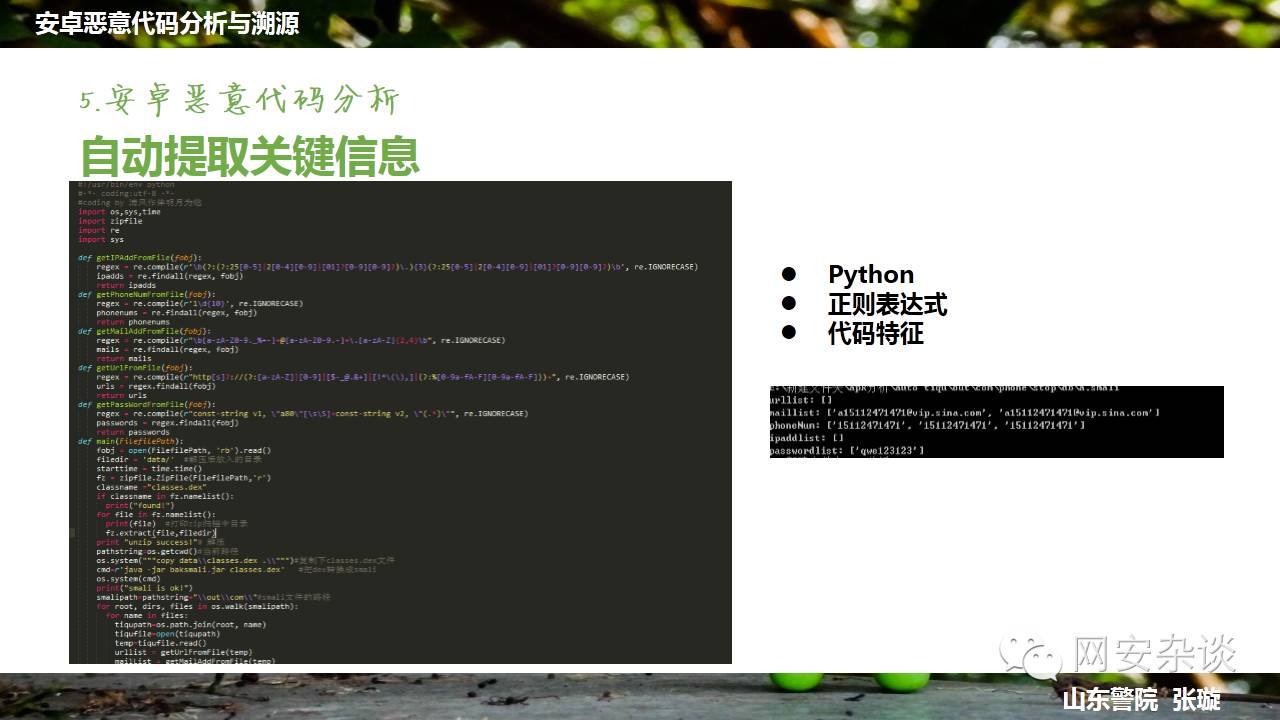 安卓恶意代码分析与溯源
5.安卓恶意代码分析
自动提取关键信息
#!/usr/bin/env python
#-*- coding:utf-8 -*-
#coding by 清风作伴明月为临
import os,sys,time
import zipfile
import re
import sys
def getIPAddFromFile(fobj):
regex = re.compile(r'\b(?:(?:25[0-5]|2[0-4][0-9]|[01]?[0-9][0-9]?)\.){3}(?:25[0-5]|2[0-4][0-9]|[01]?[0-9][0-9]?)\b', re.IGNORECASE)
ipadds = re.findall(regex, fobj)
return ipadds
def getPhoneNumFromFile(fobj):
regex = re.compile(r'1\d{10}', re.IGNORECASE)
phonenums = re.findall(regex, fobj)
return phonenums
def getMailAddFromFile(fobj):
regex = re.compile(r"\b[a-zA-Z0-9._%+-]+@[a-zA-Z0-9.-]+\.[a-zA-Z]{2,4}\b", re.IGNORECASE)
mails = re.findall(regex, fobj)
return mails
def getUrlFromFile(fobj):
regex = re.compile(r"http[s]?://(?:[a-zA-Z]|[0-9]|[$-_@.&+]|[!*\(\),]|(?:%[0-9a-fA-F][0-9a-fA-F]))+", re.IGNORECASE)
urls = regex.findall(fobj)
return urls
def getPassWordFromFile(fobj):
regex = re.compile(r"const-string v1, \"a80\"[\s\S]+const-string v2, \"(.*)\"", re.IGNORECASE)
passwords = regex.findall(fobj)
return passwords
def main(FilefilePath):
fobj = open(FilefilePath, 'rb').read()
filedir = 'data/' #解压后放入的目录
starttime = time.time()
fz = zipfile.ZipFile(FilefilePath,'r')
classname ="classes.dex"
if classname in fz.namelist():
print("found!")
for file in fz.namelist():
print(file) #打印zip归档中目录
fz.extract(file,filedir)
print "unzip success!"# 解压
pathstring=os.getcwd()#当前路径
os.system("""copy data\\classes.dex .\\""")#复制下classes.dex文件
cmd=r'java -jar baksmali.jar classes.dex' #把dex转换成smali
os.system(cmd)
print("smali is ok!")
smalipath=pathstring+"\\out\\com\\"#smali文件的路径
for root, dirs, files in os.walk(smalipath):
for name in files:
tiqupath=os.path.join(root, name)
tiqufile=open(tiqupath)
temp=tiqufile.read()
urllist = getUrlFromFile(temp)
mailList = getMailAddFromFile(temp)
● Python
● 正则表达式
● 代码特征
e:\新建文件夹\apk分析\auto_tiqu\out\com\phone\stop\db\a.smali
urllist: []
maillist: ['a15112471471@vip.sina.com', 'a15112471471@vip.sina.com']
phoneNum: ['15112471471', '15112471471', '15112471471']
ipaddlist: []
passwordlist: ['qwe123123']
网安杂谈
山东警院 张璇